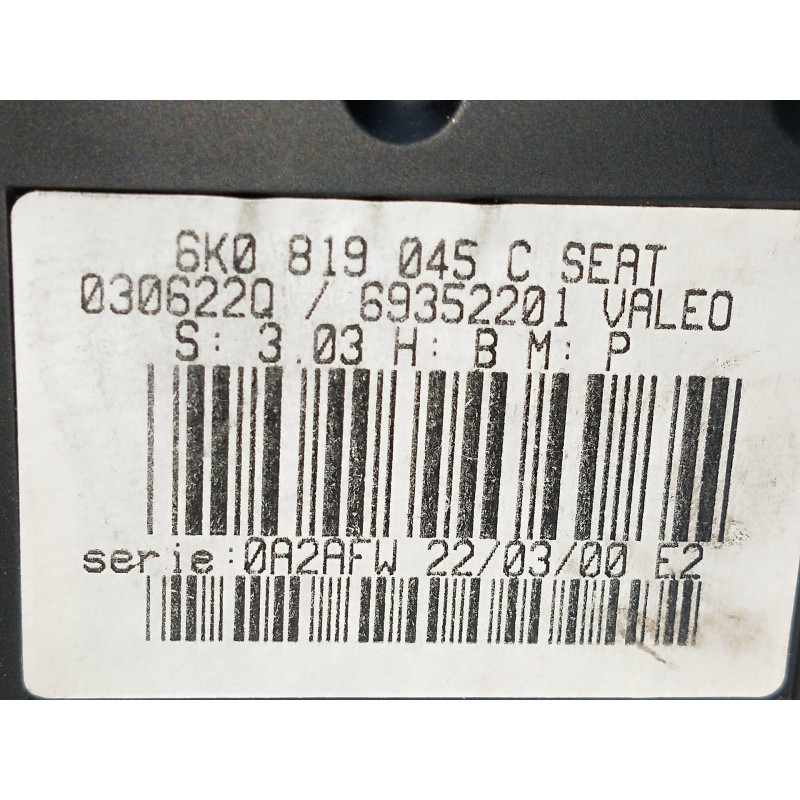 6K0 819 045 C SEAT
030622Q / 69352201 VALEO
S: 3.03 H: B M: P
serie:0A2AFW 22/03/00 E2